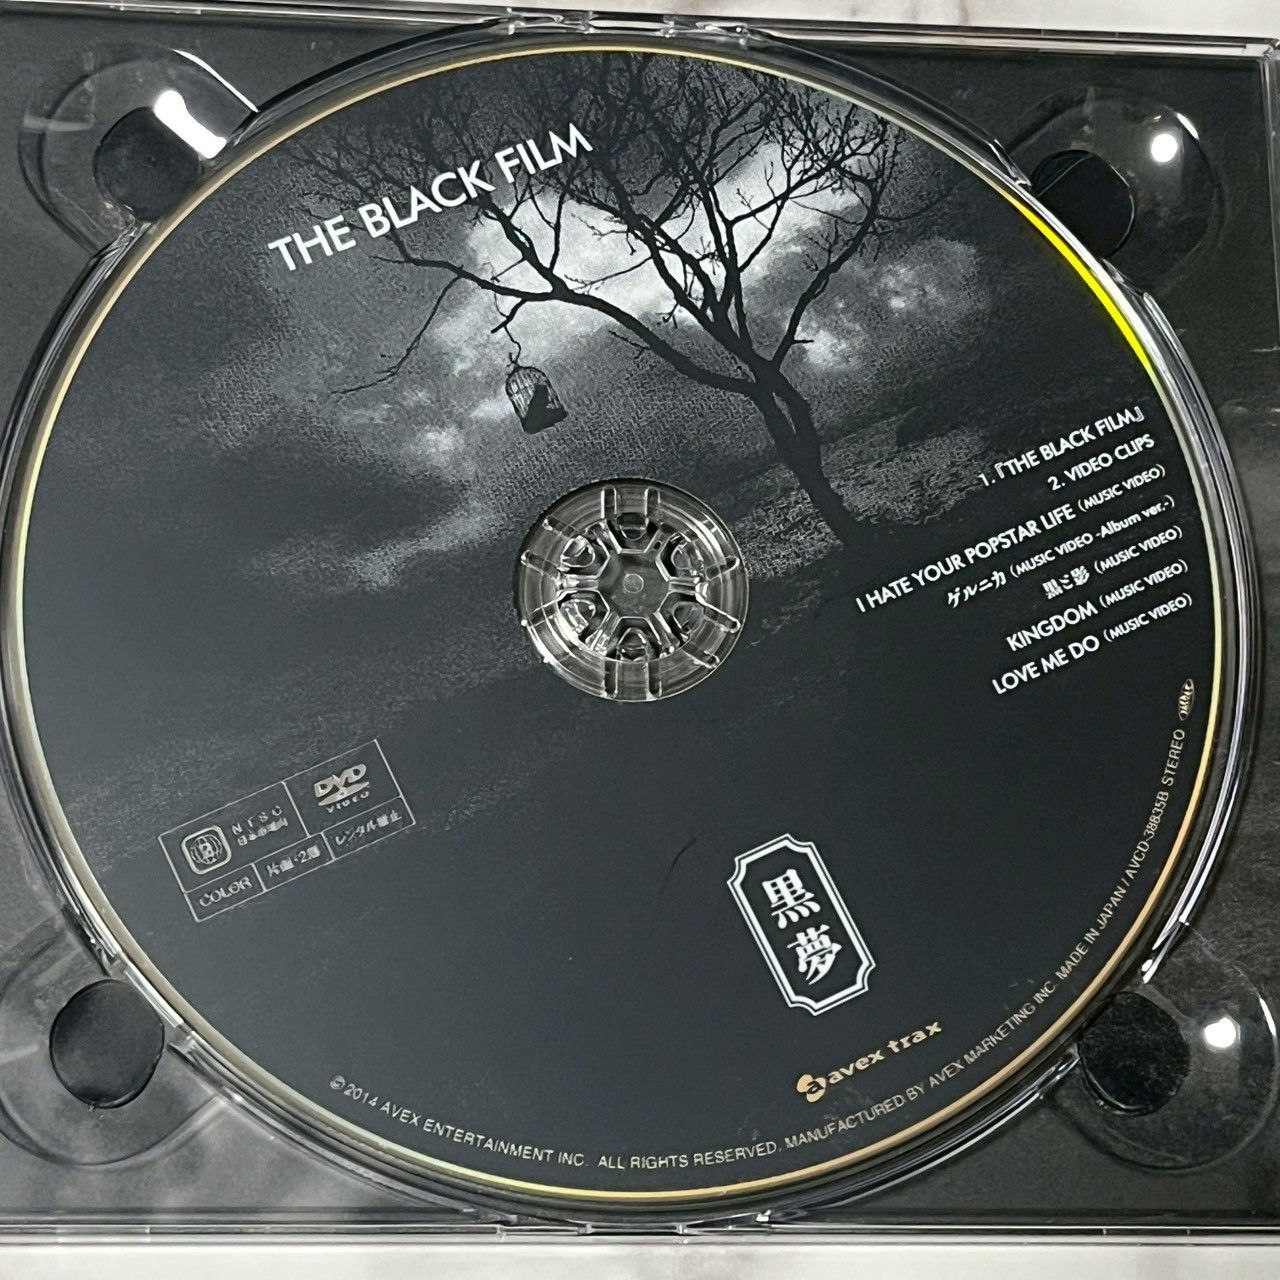 THE BLACK FILM
1.『THE BLACK FILM』
2. VIDEO CLIPS
I HATE YOUR POPSTAR LIFE (MUSIC VIDEO)
ゲルニカ (MUSIC VIDEO -Album ver.-)
黒と影 (MUSIC VIDEO)
KINGDOM (MUSIC VIDEO)
LOVE ME DO (MUSIC VIDEO)
2
NTSC
日本市場向
DVD
VIDEO
COLOR
片面・2層
レンタル禁止
黒夢
avex trax
© 2014 AVEX ENTERTAINMENT INC. ALL RIGHTS RESERVED. MANUFACTURED BY AVEX MARKETING INC. MADE IN JAPAN / AVCD-38835B STEREO